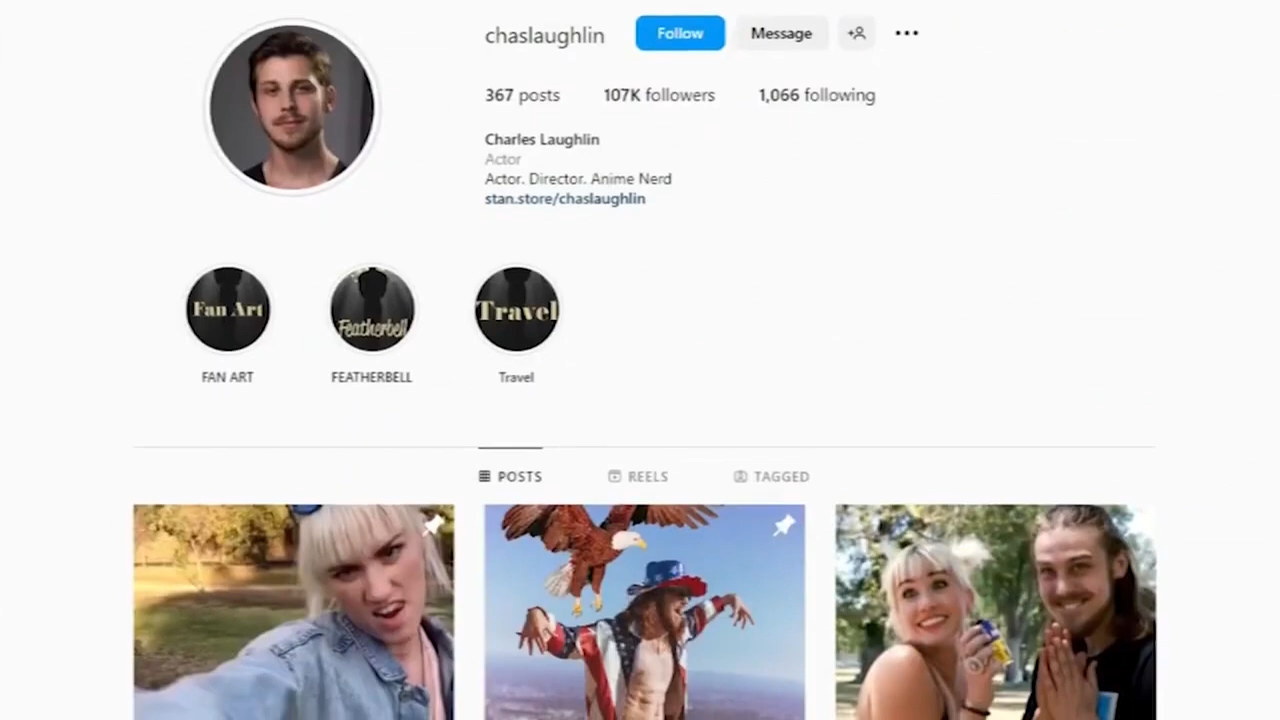 chaslaughlin Follow Message
367 posts 107K followers 1,066 following
Charles Laughlin
Actor
Actor. Director. Anime Nerd
stan.store/chaslaughlin
Fan Art Featherbell Travel
FAN ART FEATHERBELL Travel
POSTS REELS TAGGED